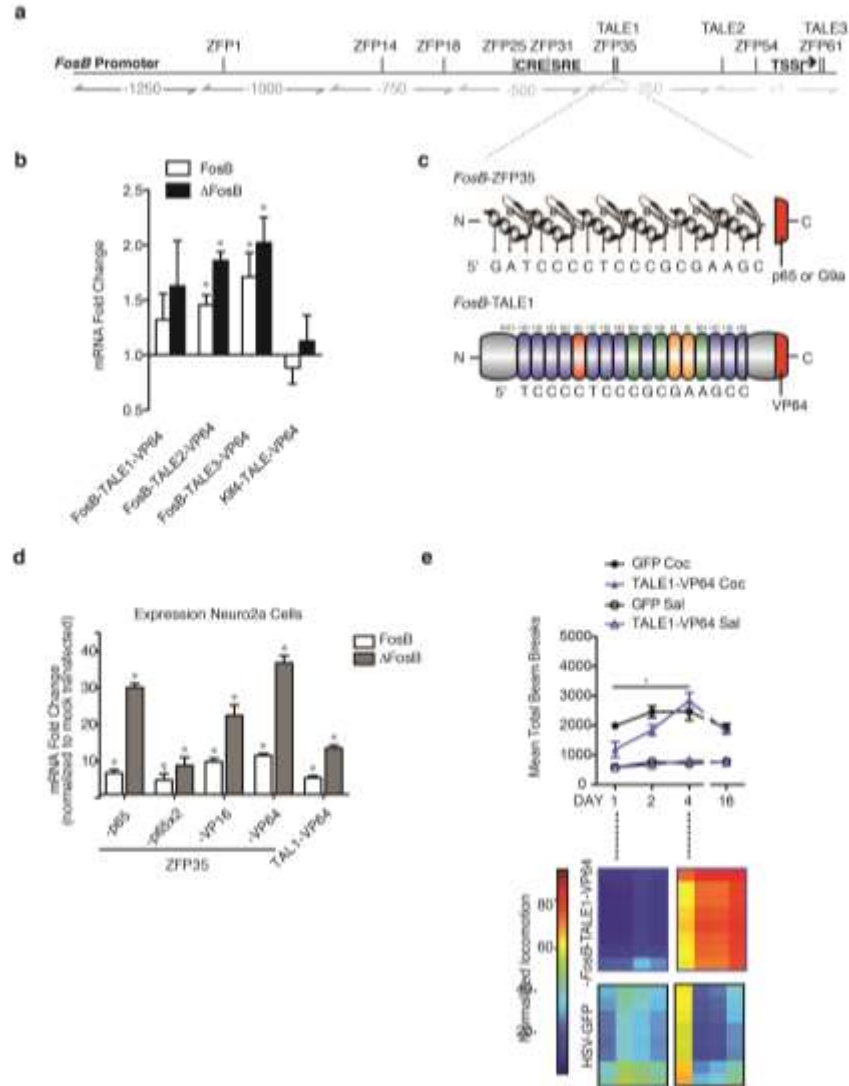 a
TALE1 TALE2 TALE3
ZFP1 ZFP14 ZFP18 ZFP25 ZFP31 ZFP35 ZFP54 ZFP61
FosB Promoter CRE SRE TSS
-1250 -1000 -750 -500 -250
b
FosB
ΔFosB
mRNA Fold Change
2.5
2.0
1.5
1.0
0.5
* * * *
FosB-TALE1-VP64
FosB-TALE2-VP64
FosB-TALE3-VP64
Klf4-TALE-VP64
c
FosB-ZFP35
N C
5' G A T C C C C T C C C G C G A A G C
p65 or G9a
FosB-TALE1
N C
5' T C C C C T C C C G C G A A G C C
VP64
d
Expression Neuro2a Cells
FosB
ΔFosB
mRNA Fold Change
(normalized to mock transfected)
40
30
20
10
* * * * * * * * * *
-p65
-p65x2
-VP16
-VP64
TAL1-VP64
ZFP35
e
GFP Coc
TALE1-VP64 Coc
GFP Sal
TALE1-VP64 Sal
Mean Total Beam Breaks
6000
5000
4000
3000
2000
1000
0
DAY 1 2 4 16
Normalized locomotion
80
60
-FosB-TALE1-VP64
HSV-GFP